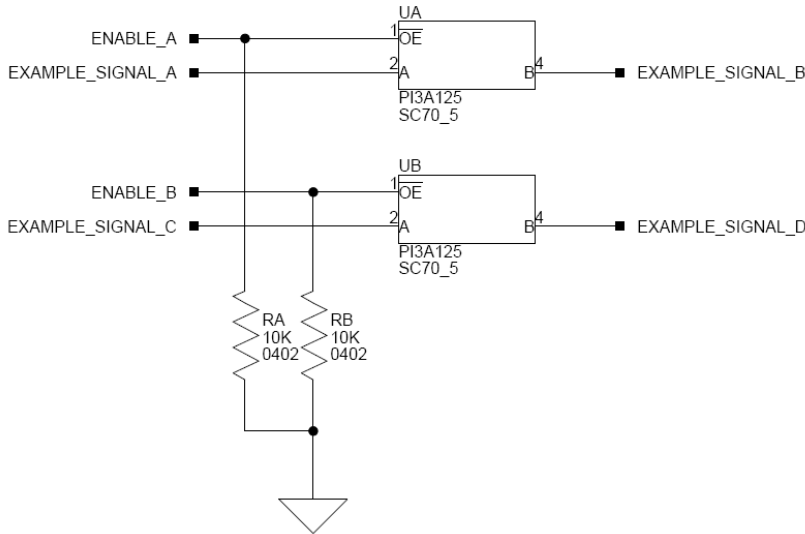 UA
ENABLE_A 1 OE
EXAMPLE_SIGNAL_A 2 A B 4 EXAMPLE_SIGNAL_B
PI3A125
SC70_5
UB
ENABLE_B 1 OE
EXAMPLE_SIGNAL_C 2 A B 4 EXAMPLE_SIGNAL_D
PI3A125
SC70_5
RA RB
10K 10K
0402 0402